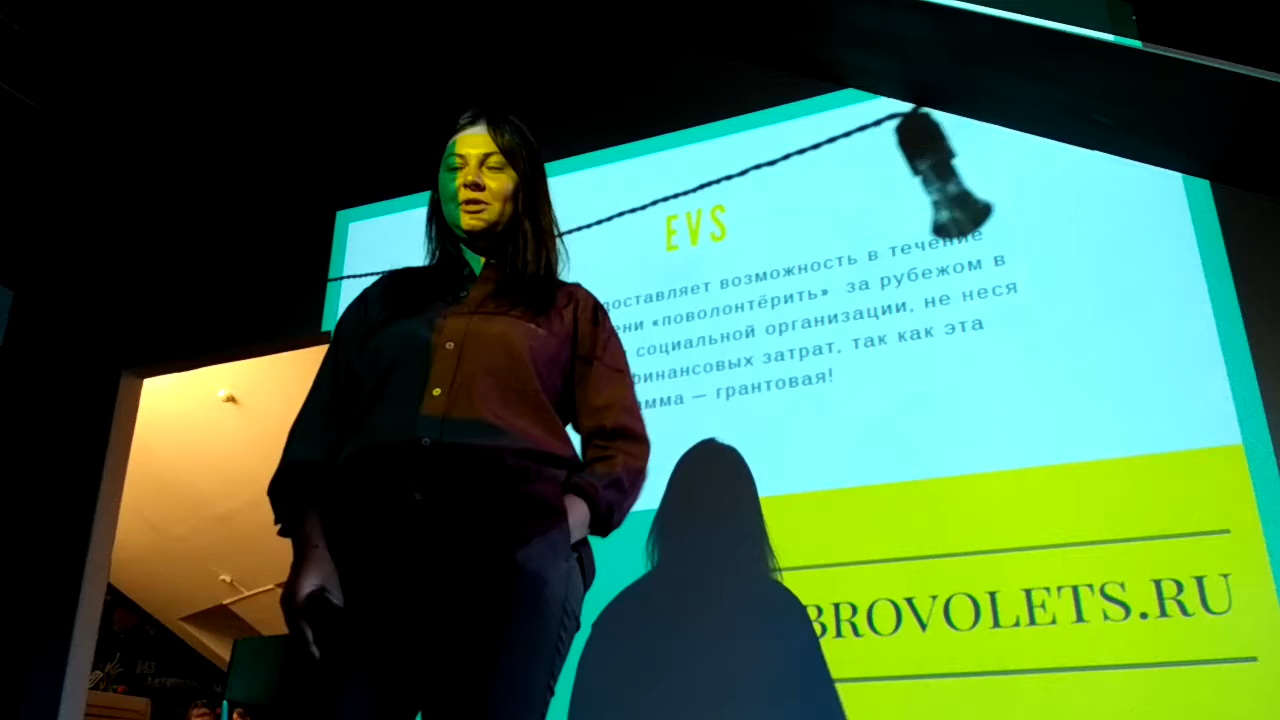 EVS
доставляет возможность в течение
ени «поволонтёрить» за рубежом в
социальной организации, не неся
финансовых затрат, так как эта
амма — грантовая!
BROVOLETS.RU